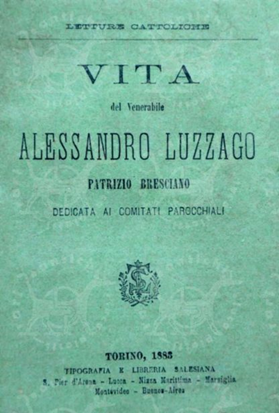 LETTURE CATTOLICHE
VITA
del Venerabile
ALESSANDRO LUZZAGO
PATRIZIO BRESCIANO
DEDICATA AI COMITATI PAROCCHIALI
TORINO, 1883
TIPOGRAFIA E LIBRERIA SALESIANA
S. Pier d'Arena - Lucca - Nizza Marittima - Marsiglia
Montevideo - Buenos-Aires